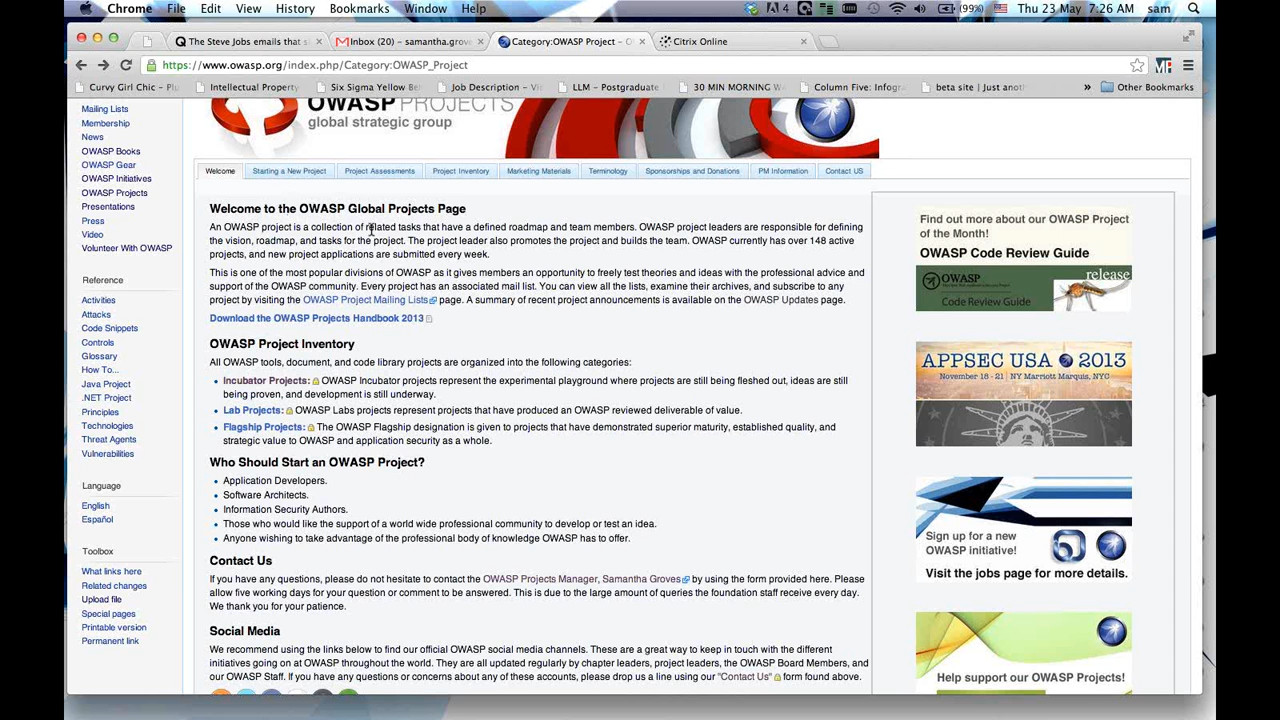 Chrome File Edit View History Bookmarks Window Help
4 (99%) Thu 23 May 7:26 AM sam
The Steve Jobs emails that s
Inbox (20) – samantha.grov
Category:OWASP Project – O
Citrix Online
https://www.owasp.org/index.php/Category:OWASP_Project
Curvy Girl Chic – Plu
Intellectual Property
Six Sigma Yellow Be
Job Description – Vi
LLM – Postgraduate
30 MIN MORNING W
Column Five: Infogra
beta site | Just anoth
» Other Bookmarks
Mailing Lists
Membership
News
OWASP Books
OWASP Gear
OWASP Initiatives
OWASP Projects
Presentations
Press
Video
Volunteer With OWASP
Reference
Activities
Attacks
Code Snippets
Controls
Glossary
How To...
Java Project
.NET Project
Principles
Technologies
Threat Agents
Vulnerabilities
Language
English
Español
Toolbox
What links here
Related changes
Upload file
Special pages
Printable version
Permanent link
OWASP PROJECTS
global strategic group
Welcome
Starting a New Project
Project Assessments
Project Inventory
Marketing Materials
Terminology
Sponsorships and Donations
PM Information
Contact US
Welcome to the OWASP Global Projects Page
An OWASP project is a collection of related tasks that have a defined roadmap and team members. OWASP project leaders are responsible for defining
the vision, roadmap, and tasks for the project. The project leader also promotes the project and builds the team. OWASP currently has over 148 active
projects, and new project applications are submitted every week.
This is one of the most popular divisions of OWASP as it gives members an opportunity to freely test theories and ideas with the professional advice and
support of the OWASP community. Every project has an associated mail list. You can view all the lists, examine their archives, and subscribe to any
project by visiting the OWASP Project Mailing Lists page. A summary of recent project announcements is available on the OWASP Updates page.
Download the OWASP Projects Handbook 2013
OWASP Project Inventory
All OWASP tools, document, and code library projects are organized into the following categories:
Incubator Projects: OWASP Incubator projects represent the experimental playground where projects are still being fleshed out, ideas are still
being proven, and development is still underway.
Lab Projects: OWASP Labs projects represent projects that have produced an OWASP reviewed deliverable of value.
Flagship Projects: The OWASP Flagship designation is given to projects that have demonstrated superior maturity, established quality, and
strategic value to OWASP and application security as a whole.
Who Should Start an OWASP Project?
Application Developers.
Software Architects.
Information Security Authors.
Those who would like the support of a world wide professional community to develop or test an idea.
Anyone wishing to take advantage of the professional body of knowledge OWASP has to offer.
Contact Us
If you have any questions, please do not hesitate to contact the OWASP Projects Manager, Samantha Groves by using the form provided here. Please
allow five working days for your question or comment to be answered. This is due to the large amount of queries the foundation staff receive every day.
We thank you for your patience.
Social Media
We recommend using the links below to find our official OWASP social media channels. These are a great way to keep in touch with the different
initiatives going on at OWASP throughout the world. They are all updated regularly by chapter leaders, project leaders, the OWASP Board Members, and
our OWASP Staff. If you have any questions or concerns about any of these accounts, please drop us a line using our "Contact Us" form found above.
Find out more about our OWASP Project
of the Month!
OWASP Code Review Guide
OWASP
release
Code Review Guide
APPSEC USA 2013
November 18 - 21 | NY Marriott Marquis, NYC
Sign up for a new
OWASP initiative!
Visit the jobs page for more details.
Help support our OWASP Projects!